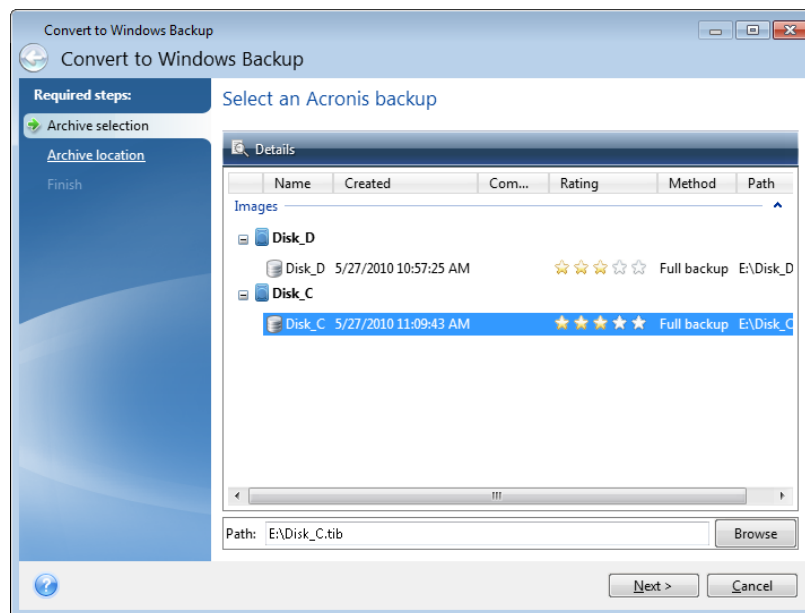 Convert to Windows Backup
Convert to Windows Backup
Required steps:
Archive selection
Archive location
Finish
Select an Acronis backup
Details
Name Created Com... Rating Method Path
Images
Disk_D
Disk_D 5/27/2010 10:57:25 AM Full backup E:\Disk_D
Disk_C
Disk_C 5/27/2010 11:09:43 AM Full backup E:\Disk_C
Path: E:\Disk_C.tib Browse
Next > Cancel